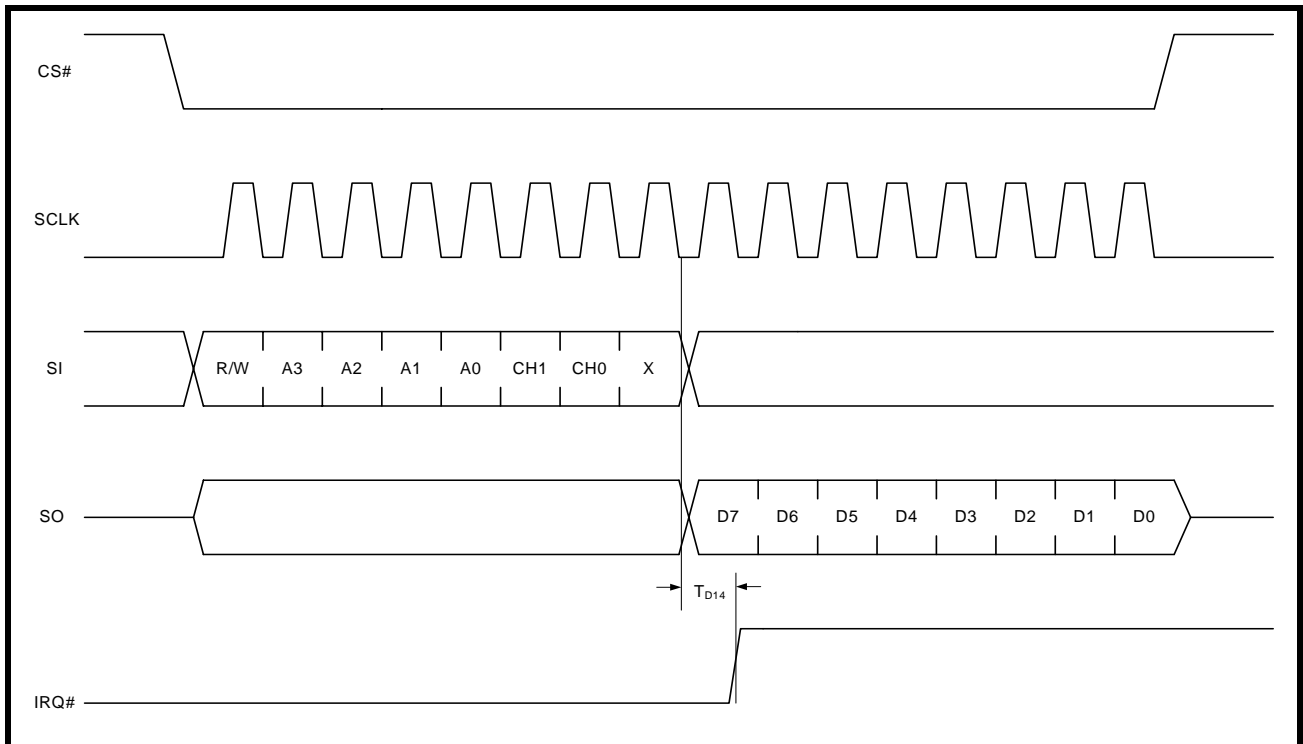 CS#
SCLK
SI R/W A3 A2 A1 A0 CH1 CH0 X
SO D7 D6 D5 D4 D3 D2 D1 D0
TD14
IRQ#